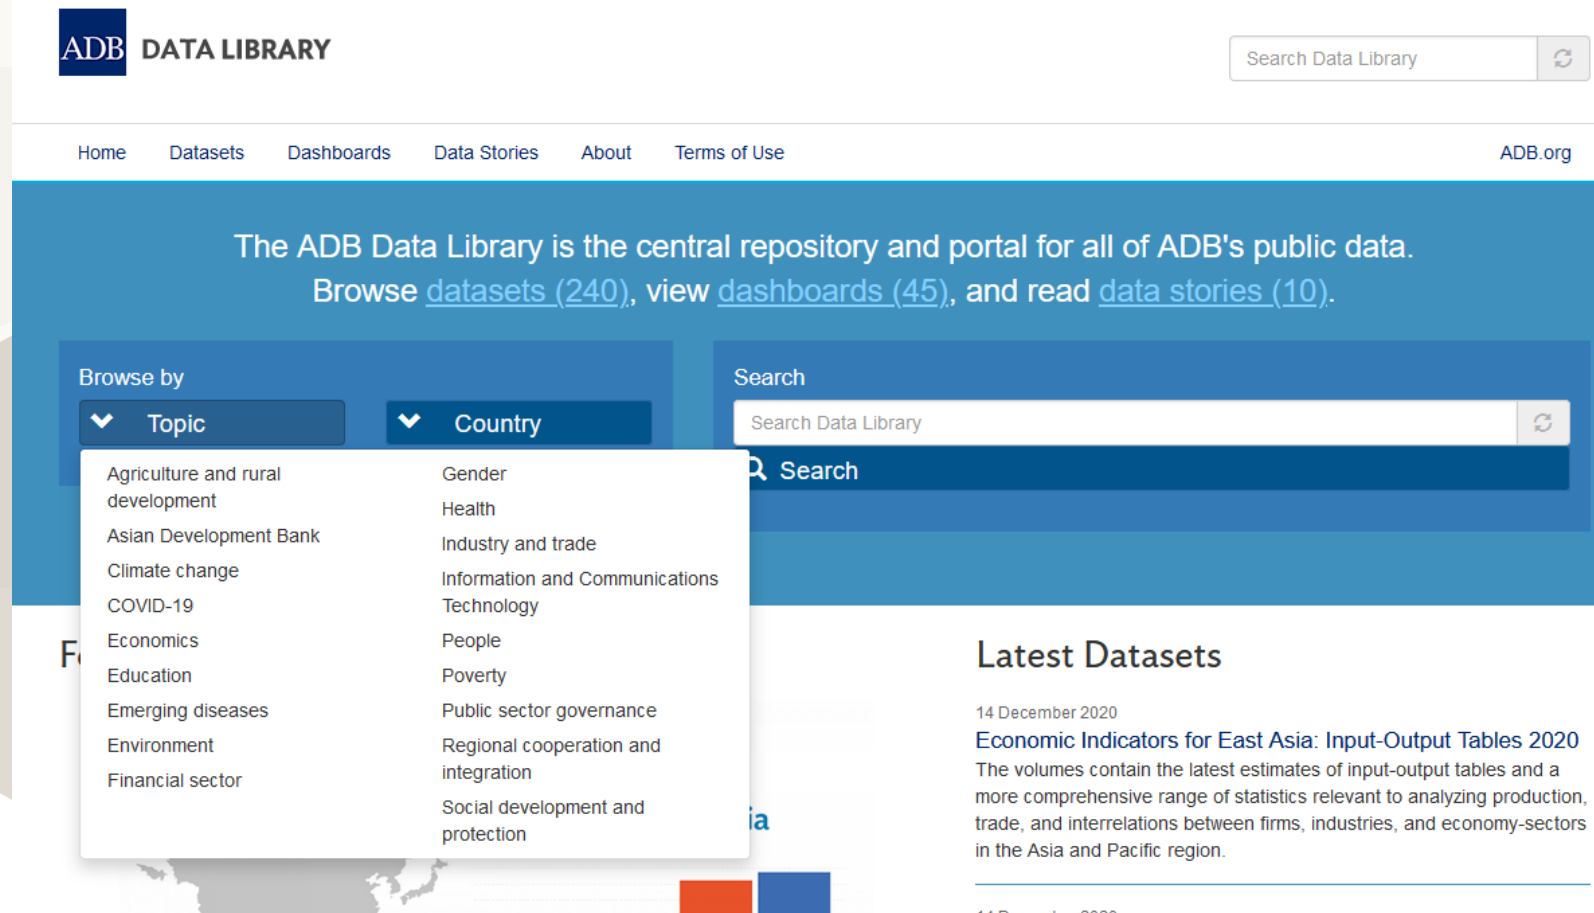 ADB DATA LIBRARY
Search Data Library
Home Datasets Dashboards Data Stories About Terms of Use ADB.org
The ADB Data Library is the central repository and portal for all of ADB's public data.
Browse datasets (240), view dashboards (45), and read data stories (10).
Browse by
Topic
Country
Agriculture and rural
development
Asian Development Bank
Climate change
COVID-19
Economics
Education
Emerging diseases
Environment
Financial sector
Gender
Health
Industry and trade
Information and Communications
Technology
People
Poverty
Public sector governance
Regional cooperation and
integration
Social development and
protection
Search
Search Data Library
Search
Latest Datasets
14 December 2020
Economic Indicators for East Asia: Input-Output Tables 2020
The volumes contain the latest estimates of input-output tables and a
more comprehensive range of statistics relevant to analyzing production,
trade, and interrelations between firms, industries, and economy-sectors
in the Asia and Pacific region.